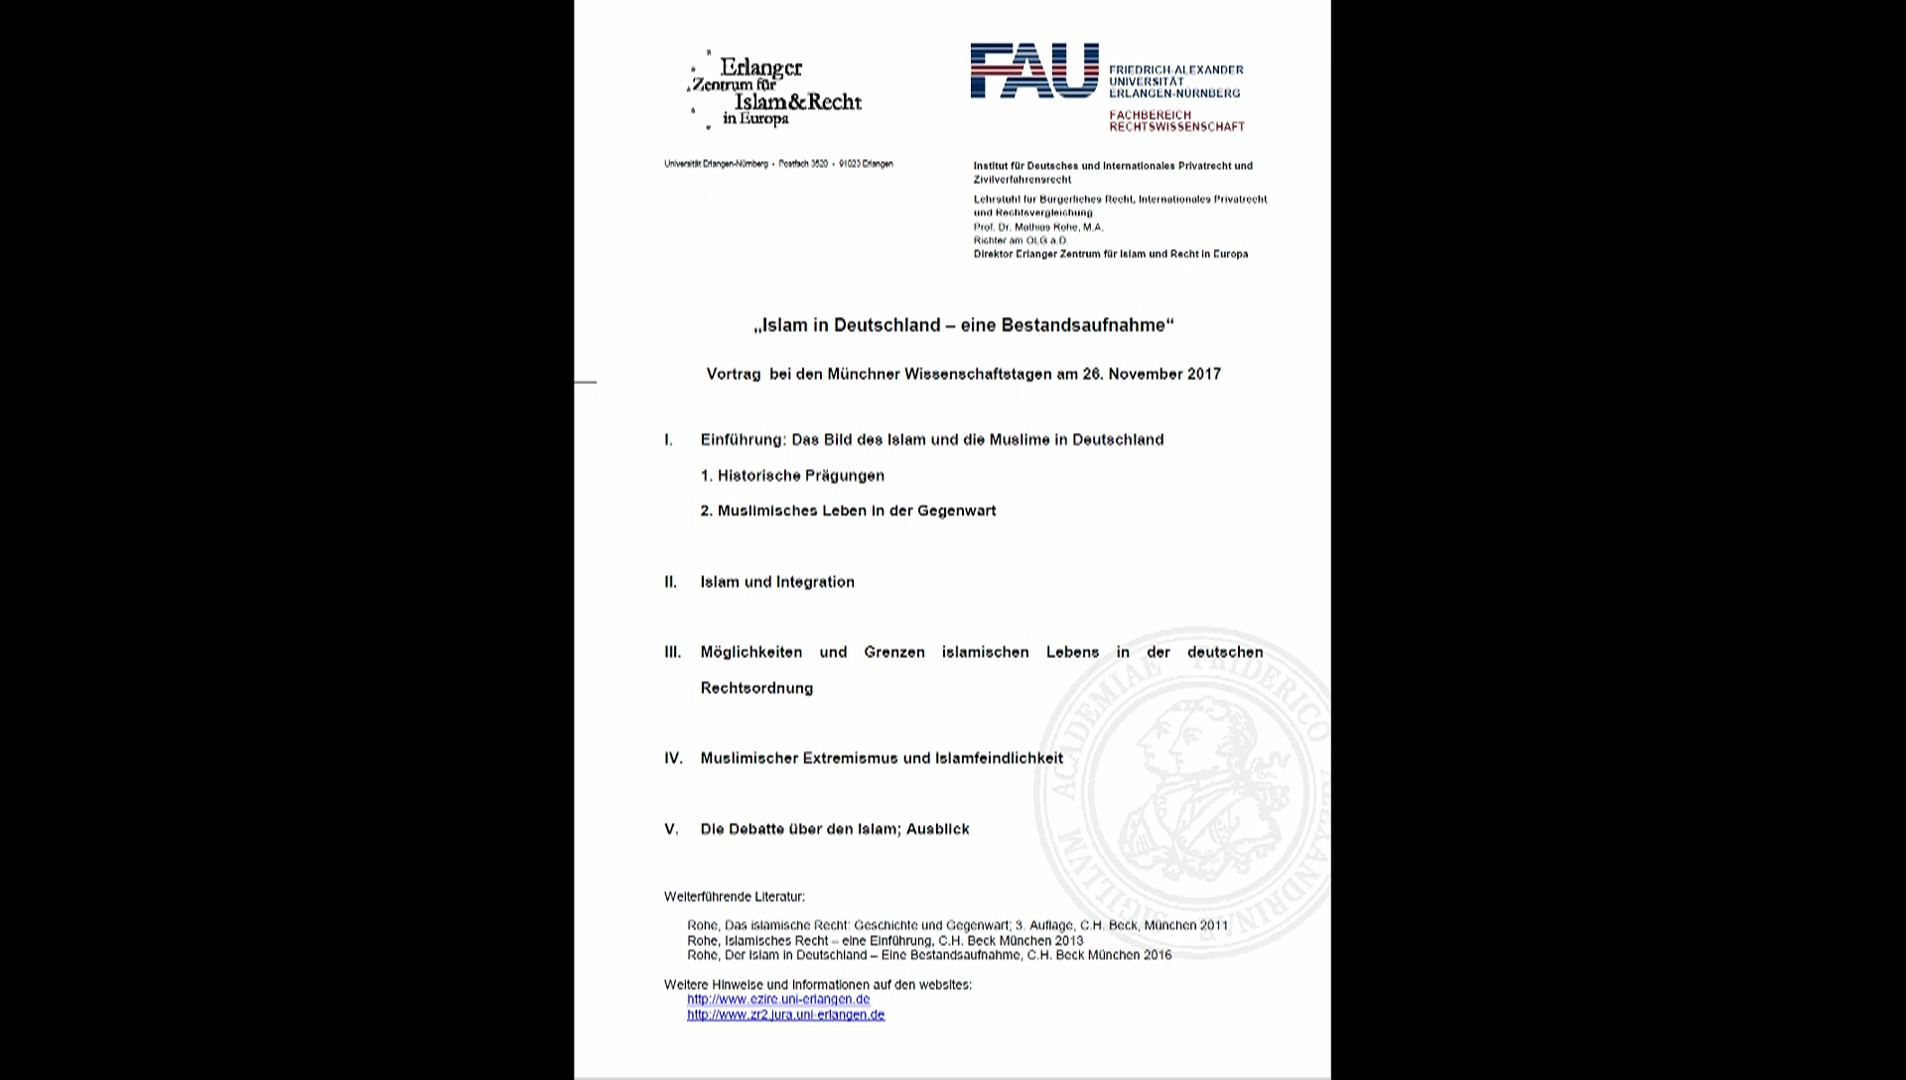 Erlanger
Zentrum für
Islam&Recht
in Europa
FAU
FRIEDRICH-ALEXANDER
UNIVERSITÄT
ERLANGEN-NÜRNBERG
FACHBEREICH
RECHTSWISSENSCHAFT
Universität Erlangen-Nürnberg • Postfach 3520 • 91023 Erlangen
Institut für Deutsches und Internationales Privatrecht und
Zivilverfahrensrecht
Lehrstuhl für Bürgerliches Recht, Internationales Privatrecht
und Rechtsvergleichung
Prof. Dr. Mathias Rohe, M.A.
Richter am OLG a.D.
Direktor Erlanger Zentrum für Islam und Recht in Europa
„Islam in Deutschland – eine Bestandsaufnahme“
Vortrag bei den Münchner Wissenschaftstagen am 26. November 2017
I. Einführung: Das Bild des Islam und die Muslime in Deutschland
1. Historische Prägungen
2. Muslimisches Leben in der Gegenwart
II. Islam und Integration
III. Möglichkeiten und Grenzen islamischen Lebens in der deutschen
Rechtsordnung
IV. Muslimischer Extremismus und Islamfeindlichkeit
V. Die Debatte über den Islam; Ausblick
Weiterführende Literatur:
Rohe, Das islamische Recht: Geschichte und Gegenwart; 3. Auflage, C.H. Beck, München 2011
Rohe, Islamisches Recht – eine Einführung, C.H. Beck München 2013
Rohe, Der Islam in Deutschland – Eine Bestandsaufnahme, C.H. Beck München 2016
Weitere Hinweise und Informationen auf den websites:
http://www.ezire.uni-erlangen.de
http://www.zr2.jura.uni-erlangen.de
ACADEMIAE FRIDERICO
SIGILLVM